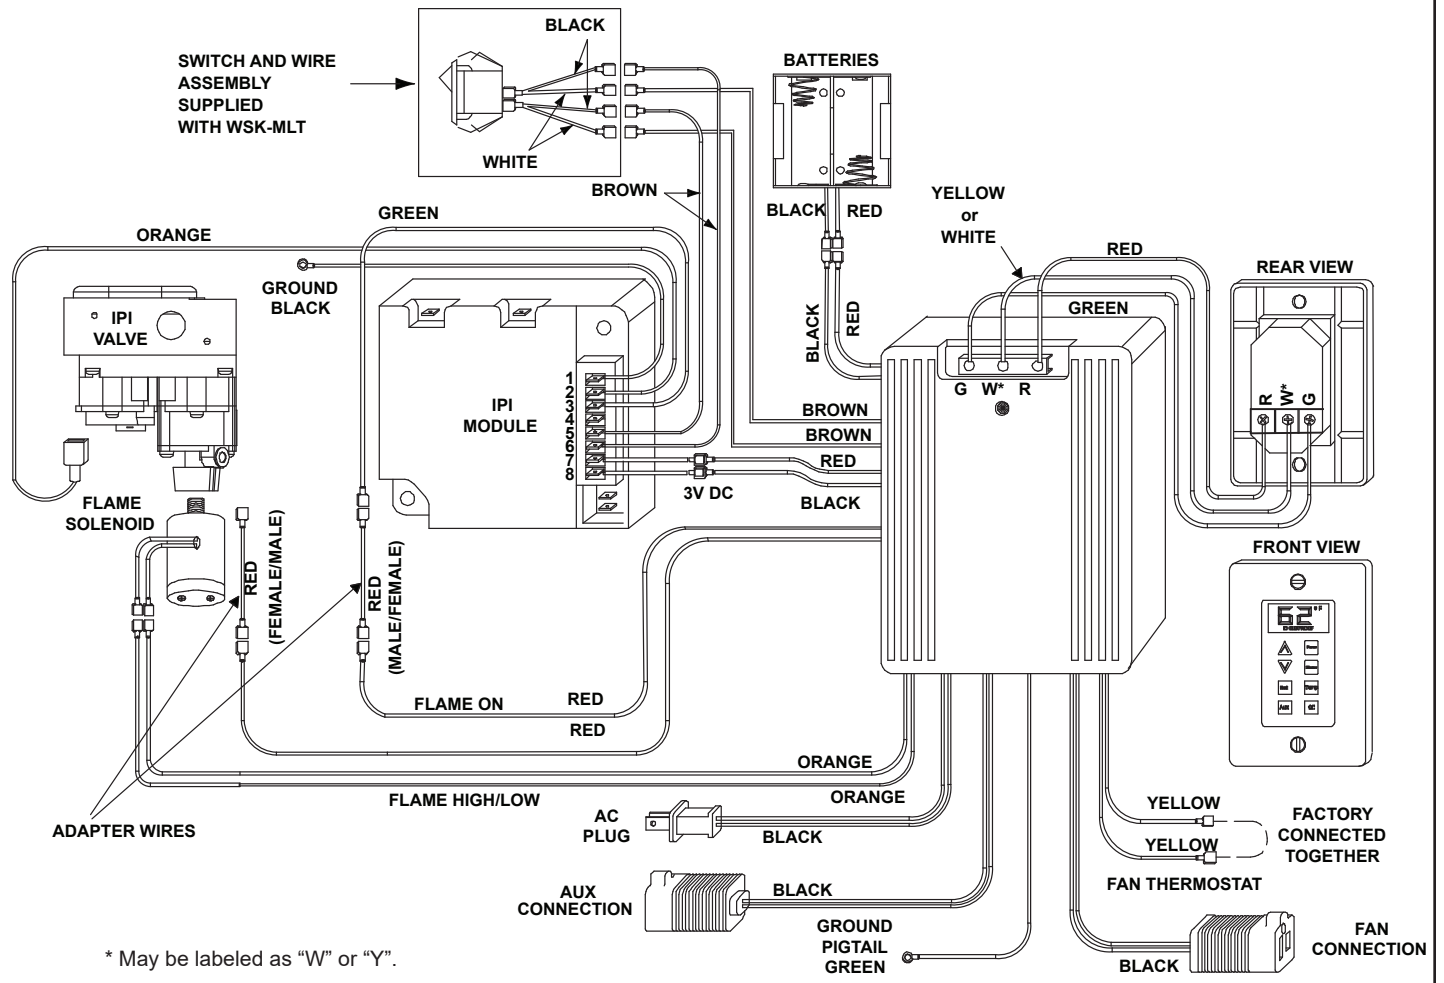 BLACK
SWITCH AND WIRE
ASSEMBLY
SUPPLIED
WITH WSK-MLT
WHITE
BROWN
BATTERIES
BLACK
RED
YELLOW
or
WHITE
RED
REAR VIEW
GREEN
GREEN
ORANGE
GROUND
BLACK
IPI
VALVE
BLACK
RED
IPI
MODULE
1
2
3
4
5
6
7
8
G W* R
R
W*
G
BROWN
BROWN
RED
BLACK
3V DC
FLAME
SOLENOID
RED
(FEMALE/MALE)
RED
(MALE/FEMALE)
FRONT VIEW
62°F
FLAME ON
RED
RED
ORANGE
ORANGE
FLAME HIGH/LOW
ADAPTER WIRES
AC
PLUG
BLACK
YELLOW
YELLOW
FACTORY
CONNECTED
TOGETHER
FAN THERMOSTAT
AUX
CONNECTION
BLACK
GROUND
PIGTAIL
GREEN
BLACK
FAN
CONNECTION
* May be labeled as “W” or “Y”.